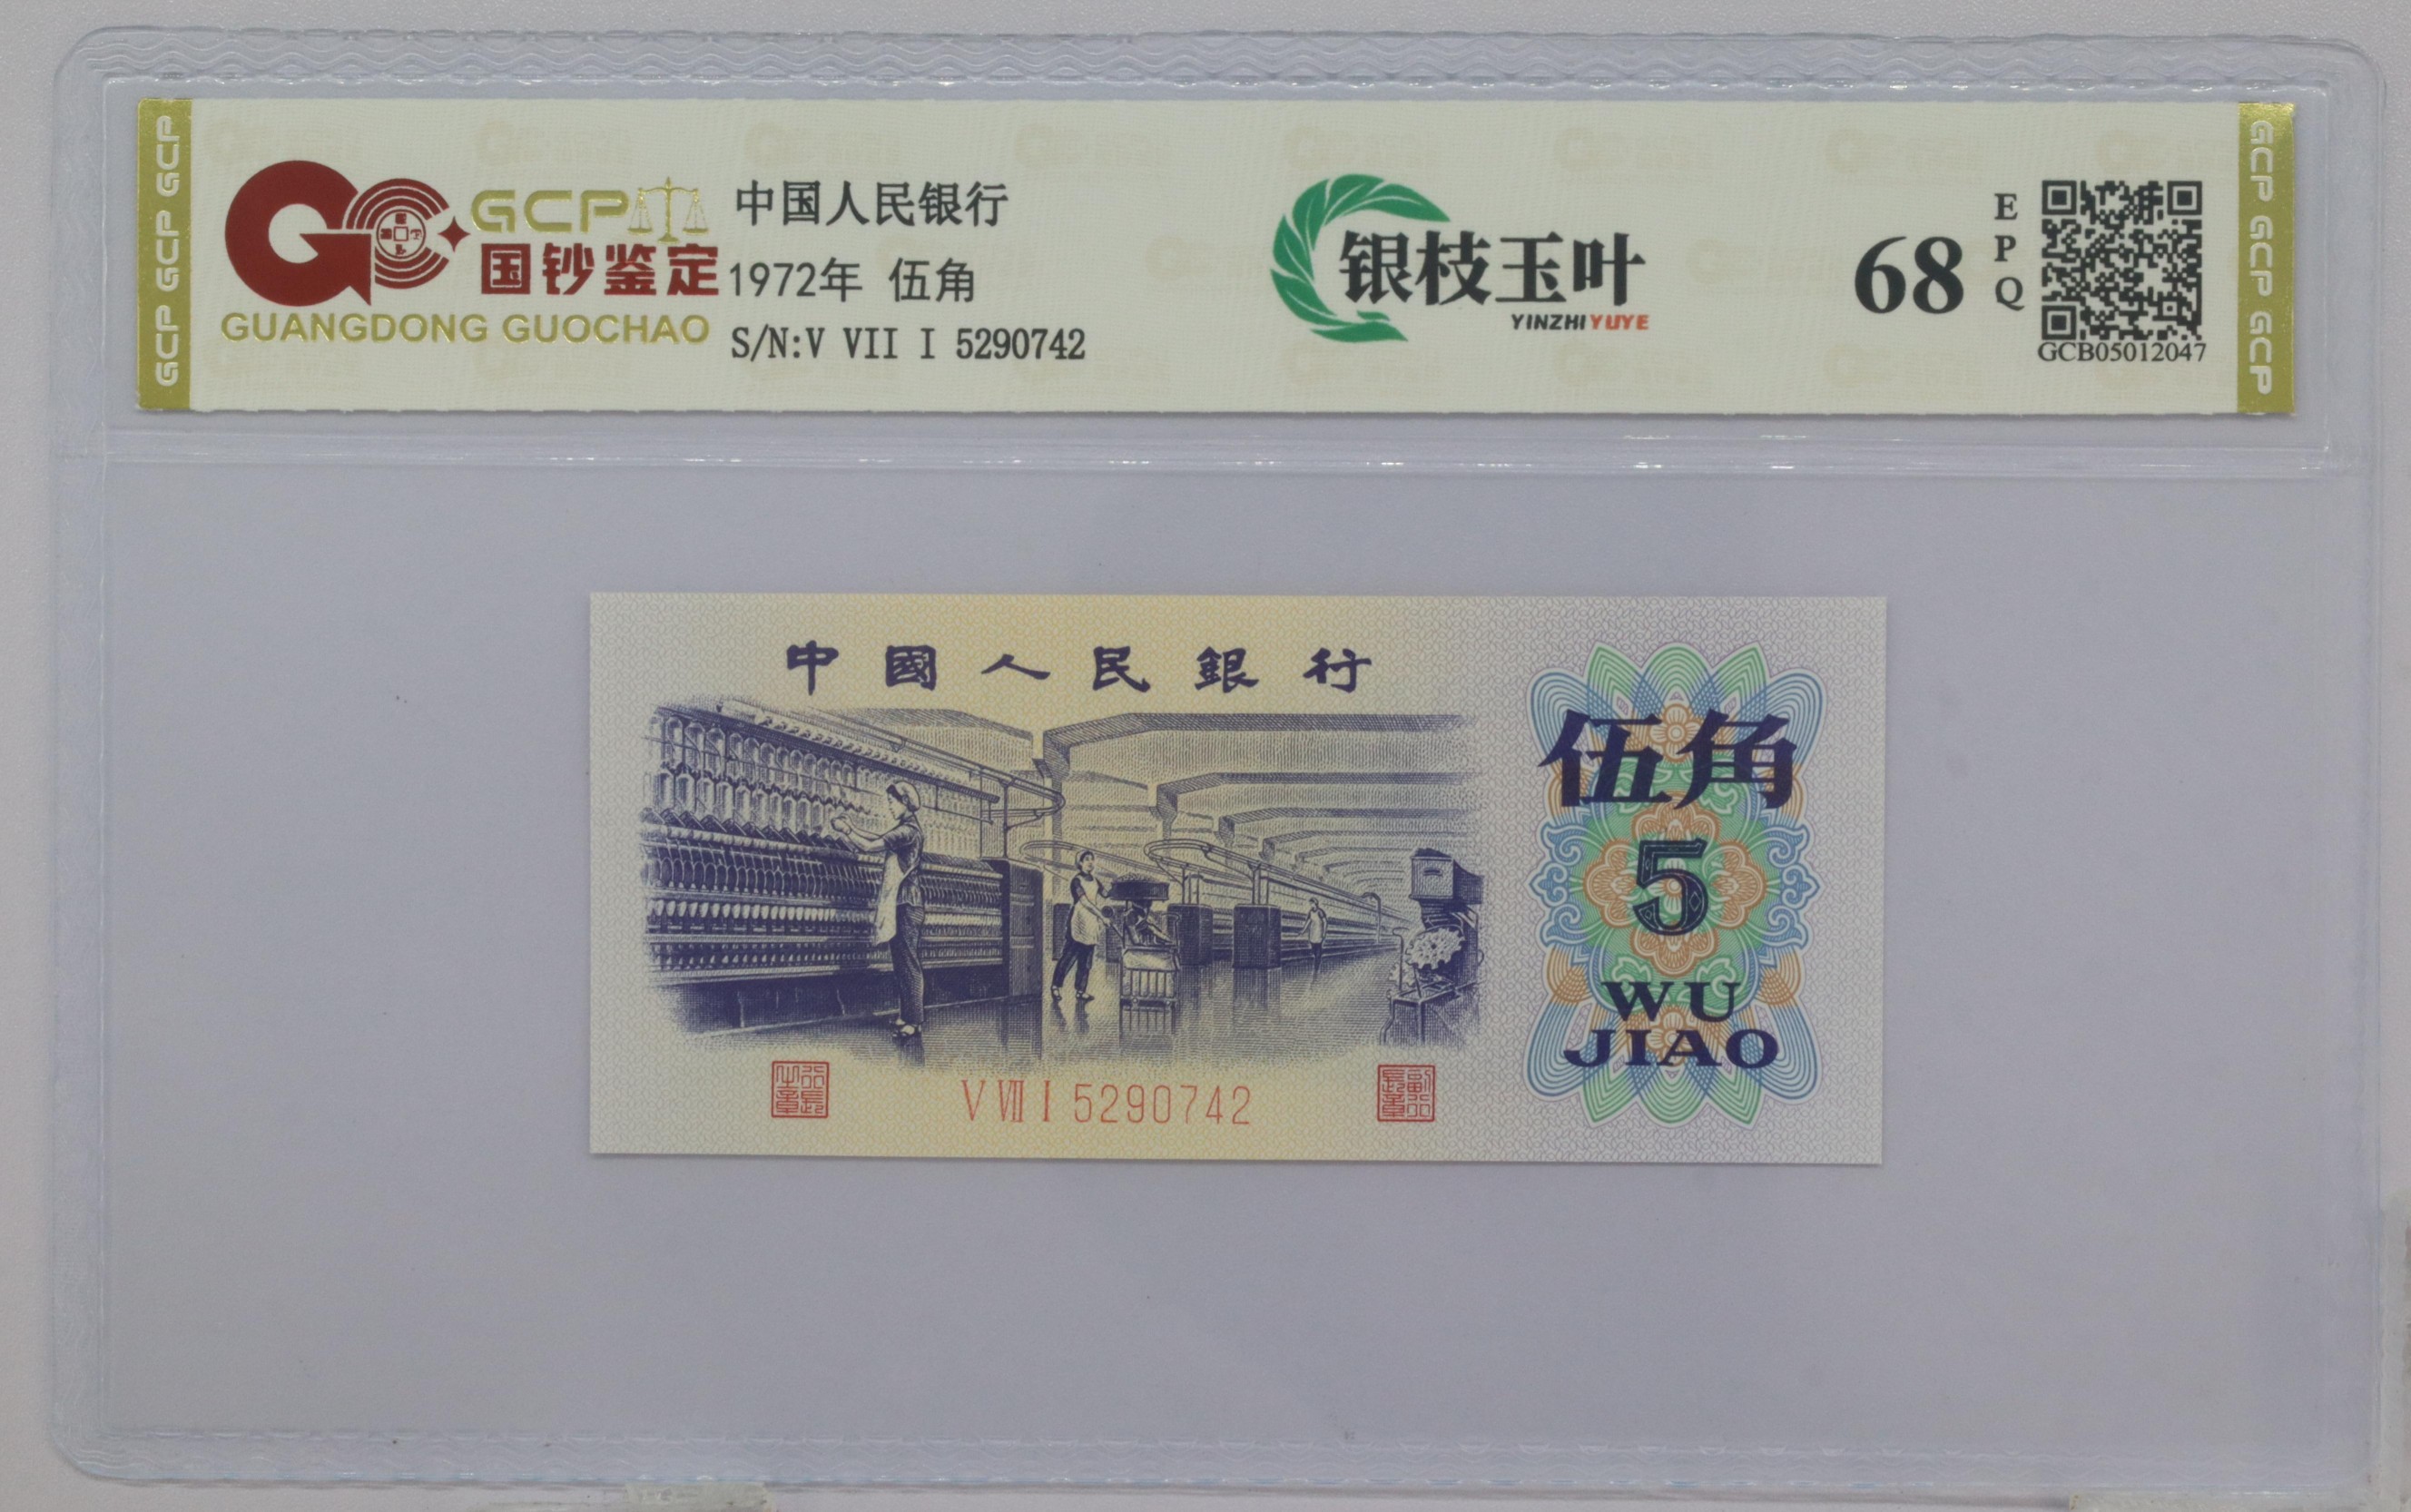 GCP GCP GCP
GCP
国钞鉴定
GUANGDONG GUOCHAO
中国人民银行
1972年 伍角
S/N:V VII I 5290742
银枝玉叶
YINZHIYUYE
68
EPQ
GCB05012047
GCP GCP GCP
中國人民銀行
伍角
5
WU
JIAO
V VII I 5290742